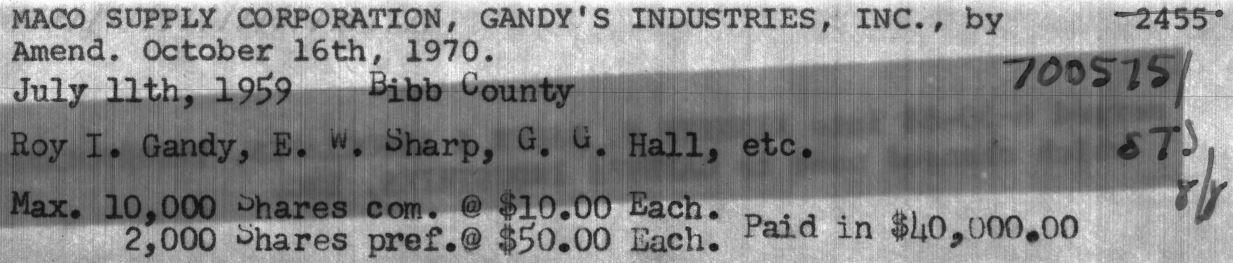 MACO SUPPLY CORPORATION, GANDY'S INDUSTRIES, INC., by 2455
Amend. October 16th, 1970.
July 11th, 1959 Bibb County 700575
Roy I. Gandy, E. W. Sharp, G. G. Hall, etc.
Max. 10,000 Shares com. @ $10.00 Each.
2,000 Shares pref.@ $50.00 Each. Paid in $40,000.00